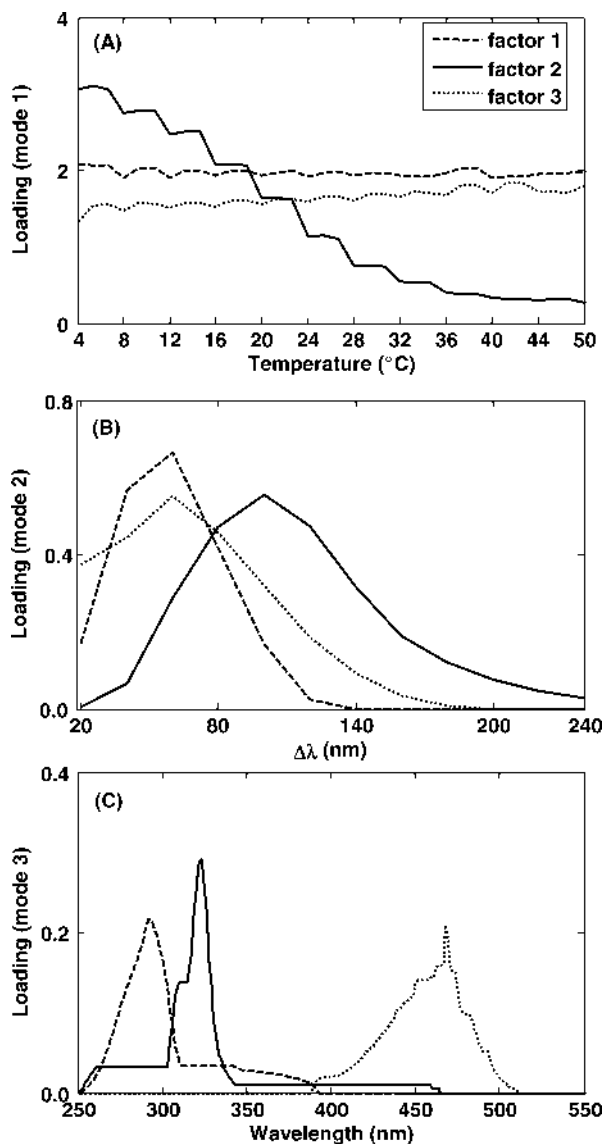 (A)
factor 1
factor 2
factor 3
Loading (mode 1)
4
2
0
4 8 12 16 20 24 28 32 36 40 44 50
Temperature (°C)
(B)
Loading (mode 2)
0.8
0.4
0.0
20 80 140 200 240
Δλ (nm)
(C)
Loading (mode 3)
0.4
0.2
0.0
250 300 350 400 450 500 550
Wavelength (nm)